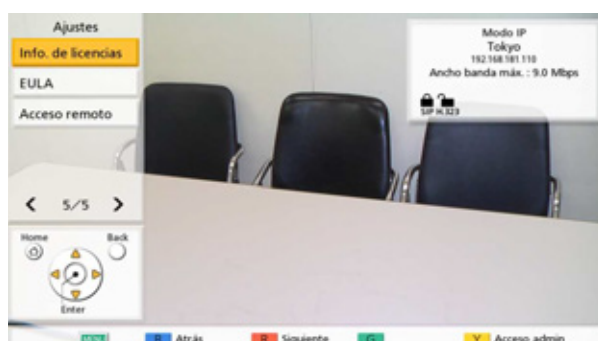 Ajustes
Info. de licencias
EULA
Acceso remoto
5/5
Home
Back
Enter
Modo IP
Tokyo
192.168.181.110
Ancho banda máx. : 9.0 Mbps
SIP H.323
B Atrás
R Siguiente
G
Y Acceso admin